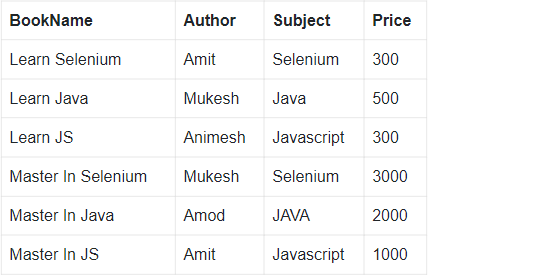 BookName Author Subject Price
Learn Selenium Amit Selenium 300
Learn Java Mukesh Java 500
Learn JS Animesh Javascript 300
Master In Selenium Mukesh Selenium 3000
Master In Java Amod JAVA 2000
Master In JS Amit Javascript 1000